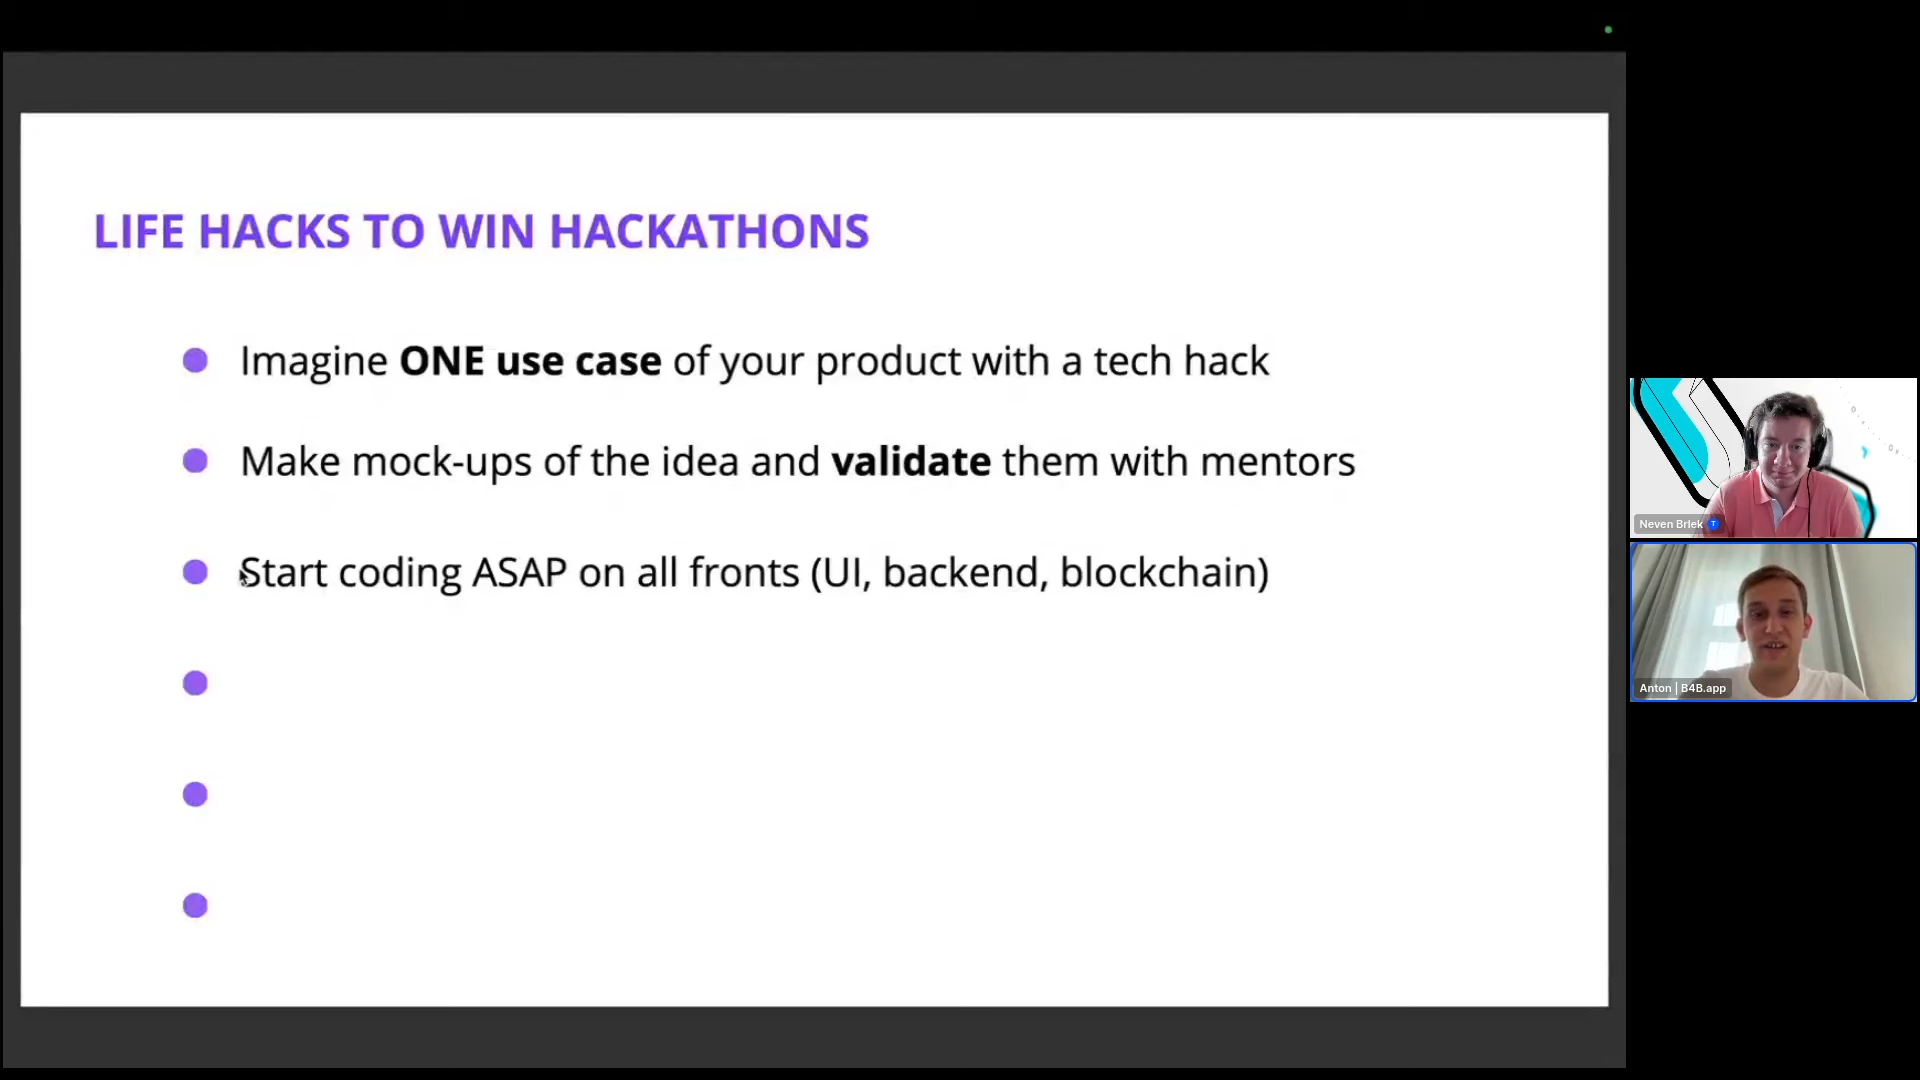 LIFE HACKS TO WIN HACKATHONS
Imagine ONE use case of your product with a tech hack
Make mock-ups of the idea and validate them with mentors
Start coding ASAP on all fronts (UI, backend, blockchain)
Neven Brlek
Anton | B4B.app